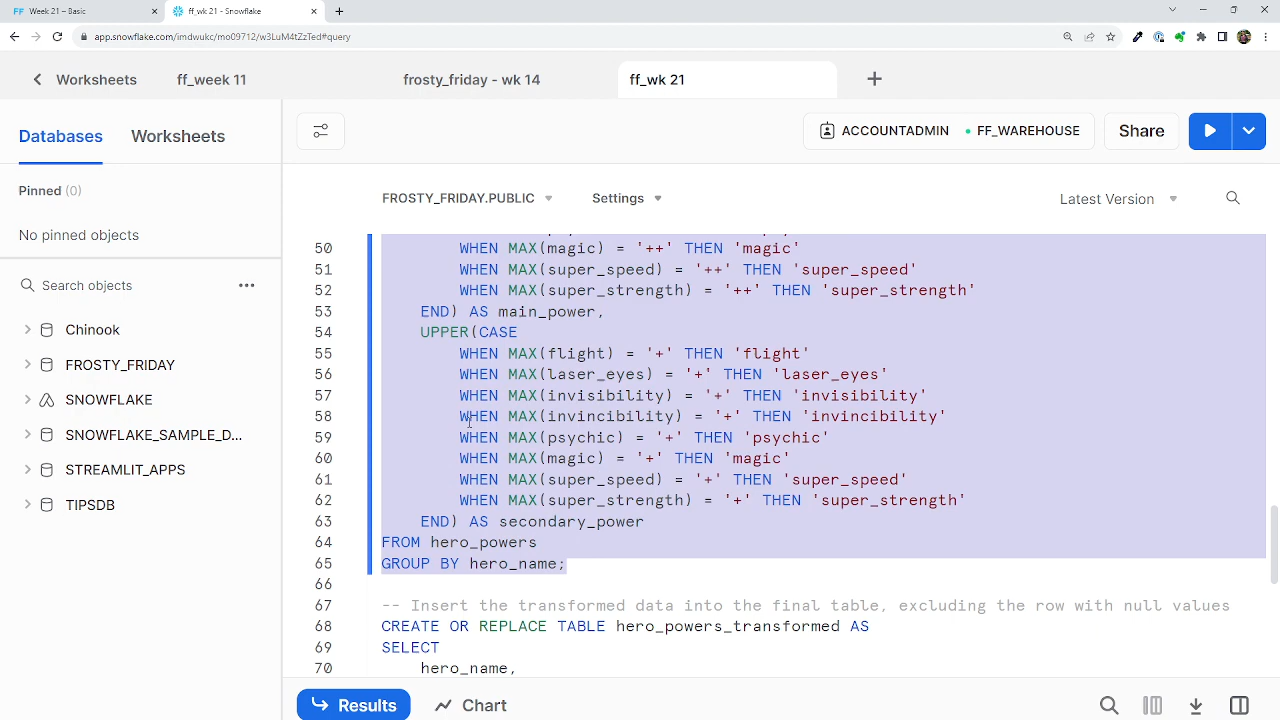 FF Week 21 – Basic
ff_wk 21 - Snowflake
app.snowflake.com/imdwukc/mo09712/w3LuM4tZzTed#query
Worksheets
ff_week 11
frosty_friday - wk 14
ff_wk 21
Databases
Worksheets
ACCOUNTADMIN
FF_WAREHOUSE
Share
Pinned (0)
No pinned objects
FROSTY_FRIDAY.PUBLIC
Settings
Latest Version
Search objects
Chinook
FROSTY_FRIDAY
SNOWFLAKE
SNOWFLAKE_SAMPLE_D...
STREAMLIT_APPS
TIPSDB
50 WHEN MAX(magic) = '++' THEN 'magic'
51 WHEN MAX(super_speed) = '++' THEN 'super_speed'
52 WHEN MAX(super_strength) = '++' THEN 'super_strength'
53 END) AS main_power,
54 UPPER(CASE
55 WHEN MAX(flight) = '+' THEN 'flight'
56 WHEN MAX(laser_eyes) = '+' THEN 'laser_eyes'
57 WHEN MAX(invisibility) = '+' THEN 'invisibility'
58 WHEN MAX(invincibility) = '+' THEN 'invincibility'
59 WHEN MAX(psychic) = '+' THEN 'psychic'
60 WHEN MAX(magic) = '+' THEN 'magic'
61 WHEN MAX(super_speed) = '+' THEN 'super_speed'
62 WHEN MAX(super_strength) = '+' THEN 'super_strength'
63 END) AS secondary_power
64 FROM hero_powers
65 GROUP BY hero_name;
66
67 -- Insert the transformed data into the final table, excluding the row with null values
68 CREATE OR REPLACE TABLE hero_powers_transformed AS
69 SELECT
70 hero_name,
Results
Chart